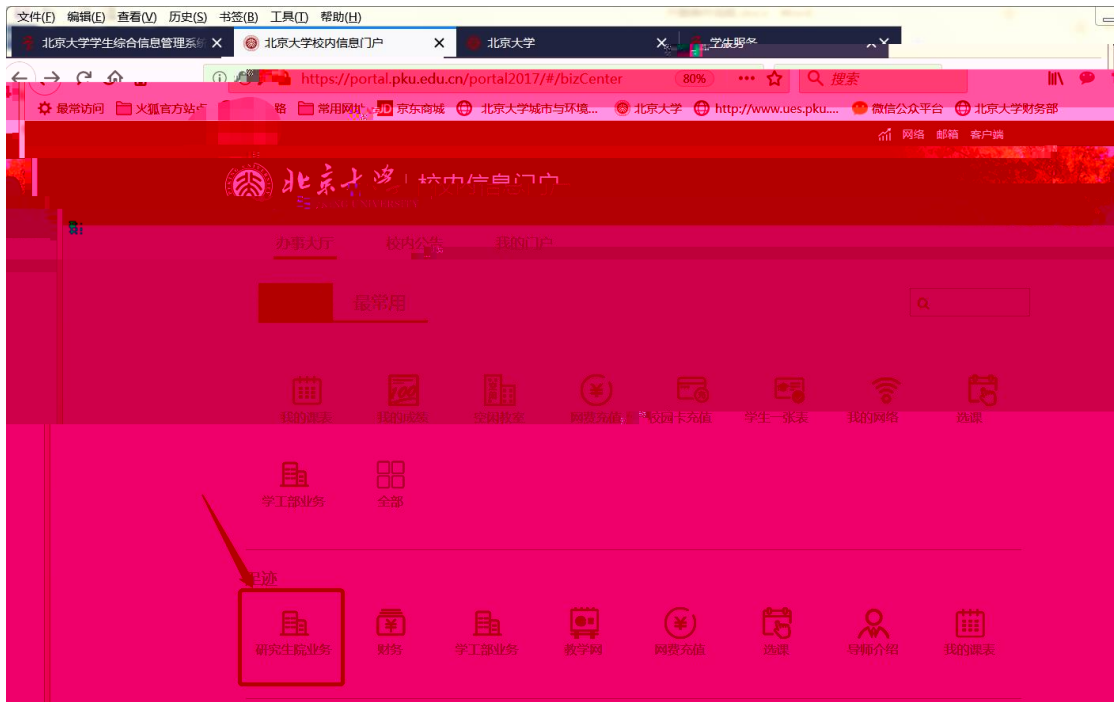 文件(F) 编辑(E) 查看(V) 历史(S) 书签(B) 工具(T) 帮助(H)
北京大学学生综合信息管理系统 北京大学校内信息门户 北京大学
https://portal.pku.edu.cn/portal2017/#/bizCenter 80% 搜索
最常访问 火狐官方站点 常用网址 京东商城 北京大学城市与环境... 北京大学 http://www.ues.pku.... 微信公众平台 北京大学财务部
网络 邮箱 客户端
北京大学 校内信息门户
办事大厅 校内公告 我的门户
最常用
我的课表 我的成绩 校园教室 网费充值 校园卡充值 学生一张表 我的网络 选课
学工部业务 全部
足迹
研究生院业务 财务 学工部业务 教学网 网费充值 选课 导师介绍 我的课表